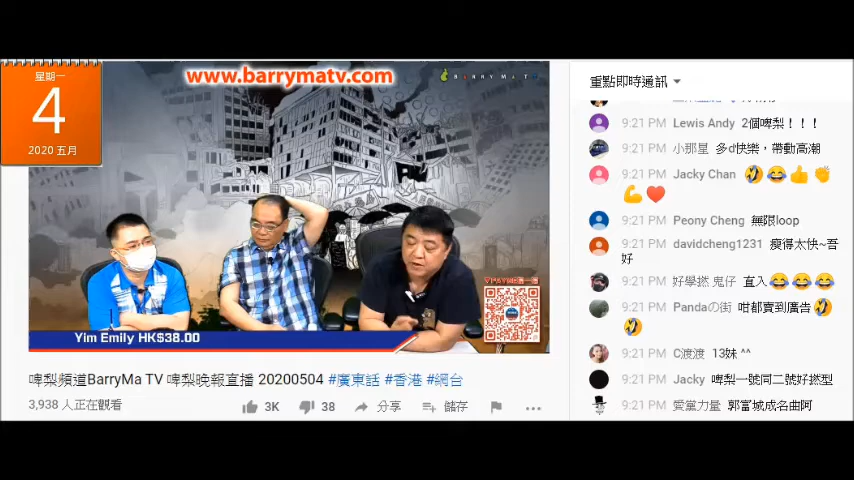 星期一
4
2020 五月
www.barrymatv.com
BARRYMATV
Yim Emily HK$38.00
啤梨頻道BarryMa TV 啤梨晚報直播 20200504 #廣東話 #香港 #網台
3,938 人正在觀看
3K
38
分享
儲存
重點即時通訊
9:21 PM Lewis Andy 2個啤梨！！！
9:21 PM 小那星 多d快樂，帶動高潮
9:21 PM Jacky Chan 🤣😂👍👏
💪❤️
9:21 PM Peony Cheng 無限loop
9:21 PM davidcheng1231 瘦得太快~吾
好
9:21 PM 好學撚 鬼仔 直入😂😂😂
9:21 PM Pandaの街 咁都賣到廣告🤣
🤣
9:21 PM C渡渡 13妹 ^^
9:21 PM Jacky 啤梨一號同二號好撚型
9:21 PM 愛黨力量 郭富城成名曲阿